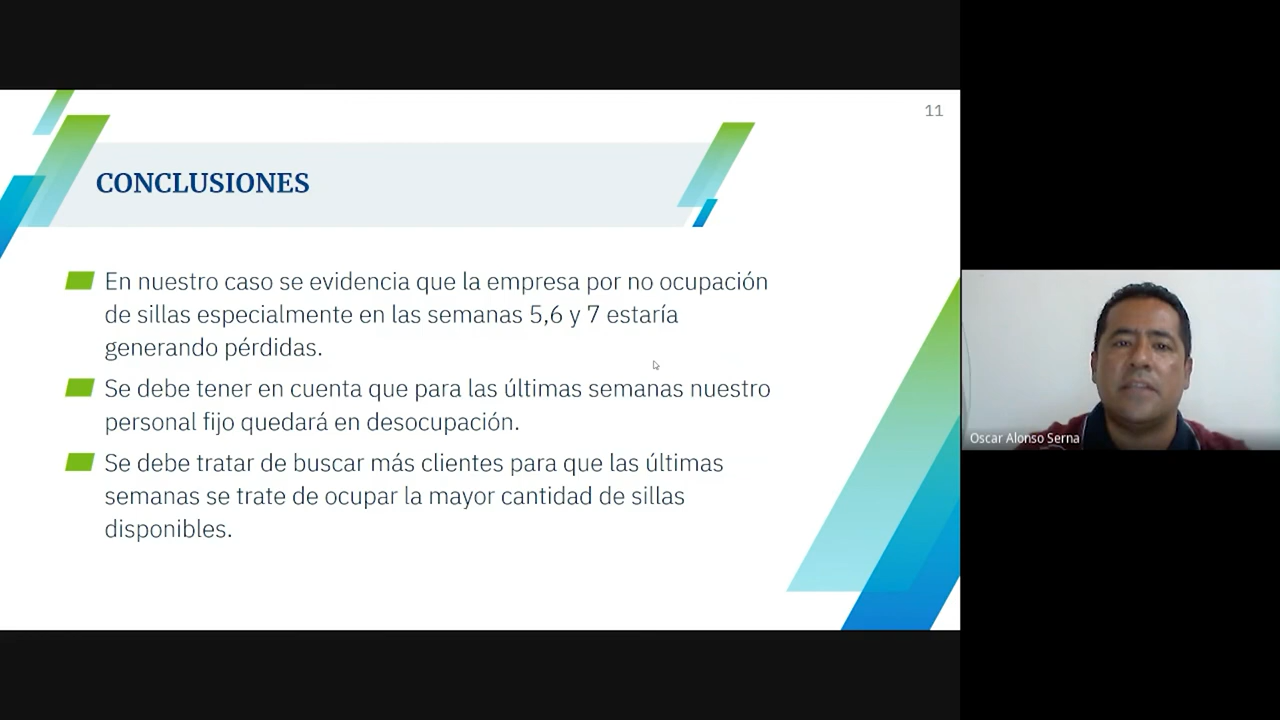 11
CONCLUSIONES
En nuestro caso se evidencia que la empresa por no ocupación
de sillas especialmente en las semanas 5,6 y 7 estaría
generando pérdidas.
Se debe tener en cuenta que para las últimas semanas nuestro
personal fijo quedará en desocupación.
Se debe tratar de buscar más clientes para que las últimas
semanas se trate de ocupar la mayor cantidad de sillas
disponibles.
Oscar Alonso Serna